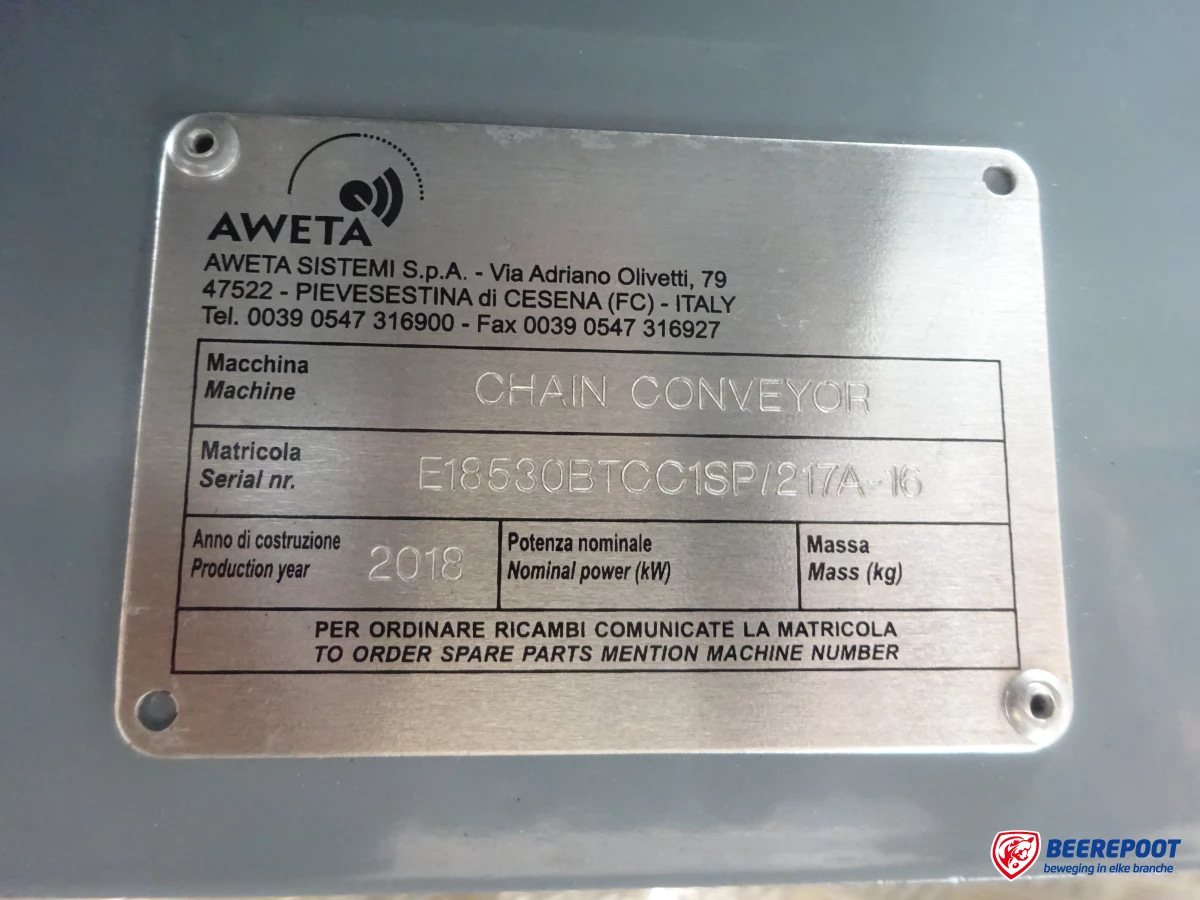 AWETA
AWETA SISTEMI S.p.A. - Via Adriano Olivetti, 79
47522 - PIEVESESTINA di CESENA (FC) - ITALY
Tel. 0039 0547 316900 - Fax 0039 0547 316927
Macchina
Machine
CHAIN CONVEYOR
Matricola
Serial nr.
E18530BTCC1SP/217A-16
Anno di costruzione
Production year
2018
Potenza nominale
Nominal power (kW)
Massa
Mass (kg)
PER ORDINARE RICAMBI COMUNICATE LA MATRICOLA
TO ORDER SPARE PARTS MENTION MACHINE NUMBER
BEEREPOOT
beweging in elke branche